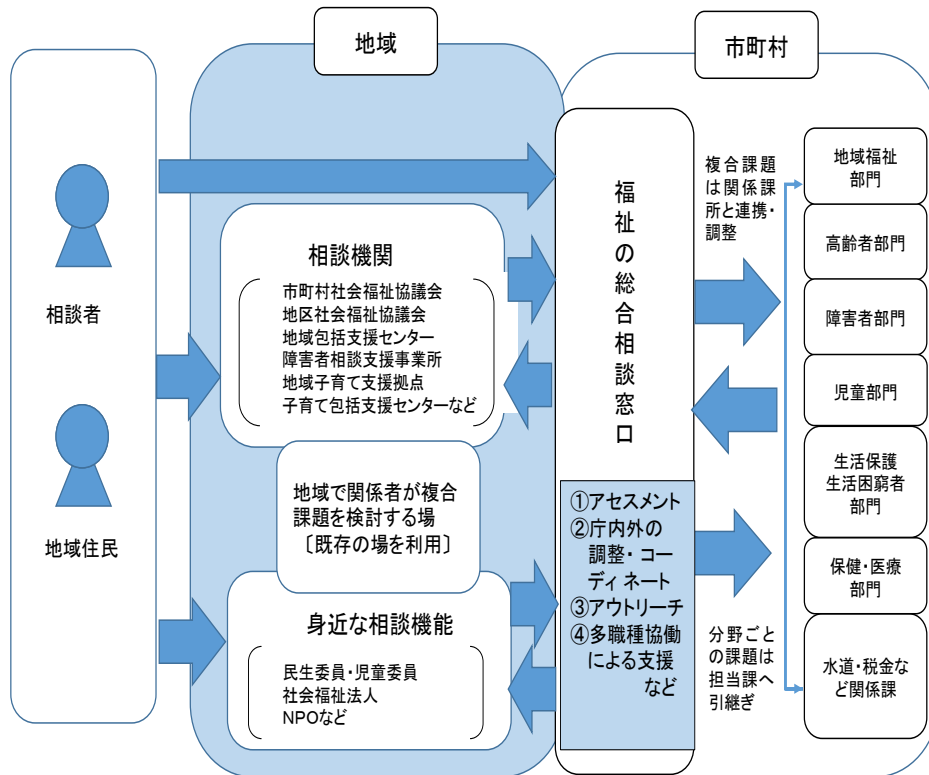 地域
市町村
相談者
地域住民
相談機関
市町村社会福祉協議会
地区社会福祉協議会
地域包括支援センター
障害者相談支援事業所
地域子育て支援拠点
子育て包括支援センターなど
地域で関係者が複合
課題を検討する場
〔既存の場を利用〕
身近な相談機能
民生委員・児童委員
社会福祉法人
NPOなど
福祉の総合相談窓口
①アセスメント
②庁内外の
調整・コー
ディネート
③アウトリーチ
④多職種協働
による支援
など
複合課題
は関係課
所と連携・
調整
分野ごと
の課題は
担当課へ
引継ぎ
地域福祉
部門
高齢者部門
障害者部門
児童部門
生活保護
生活困窮者
部門
保健・医療
部門
水道・税金な
ど関係課